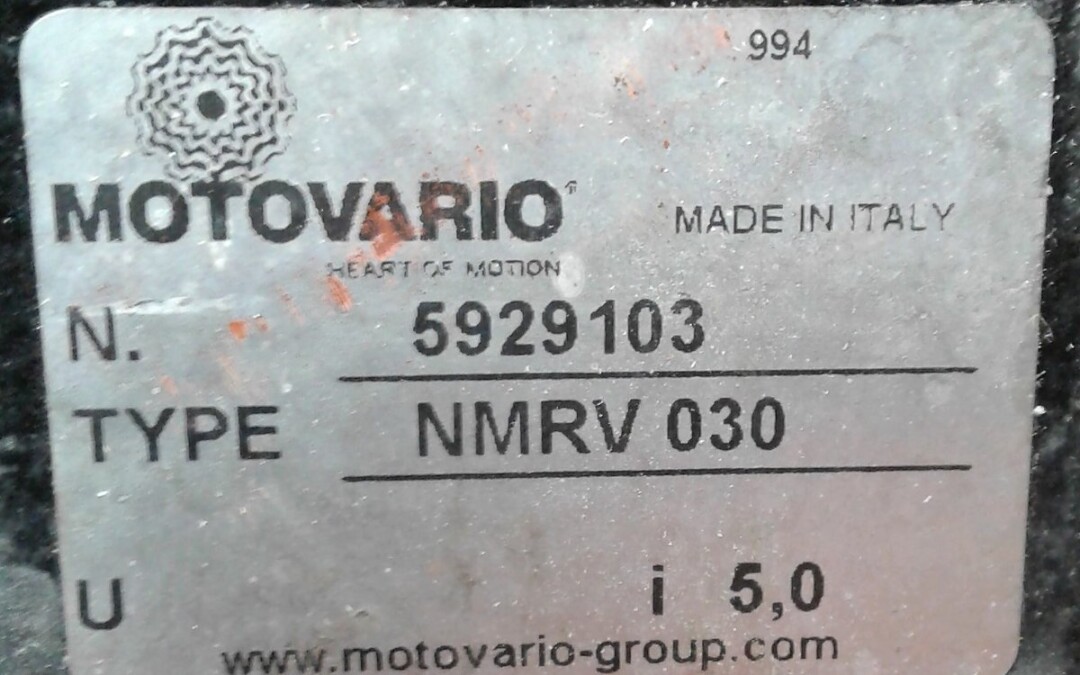 994
MOTOVARIO®
MADE IN ITALY
HEART OF MOTION
N. 5929103
TYPE NMRV 030
U i 5,0
www.motovario-group.com